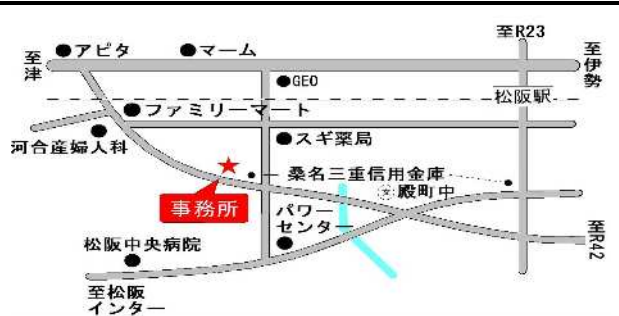 至R23
至
津
アピタ
マーム
至
伊
勢
GEO
松阪駅
ファミリーマート
スギ薬局
河合産婦人科
桑名三重信用金庫
文
殿町中
事務所
パワー
センター
松阪中央病院
至
R42
至松阪
インター